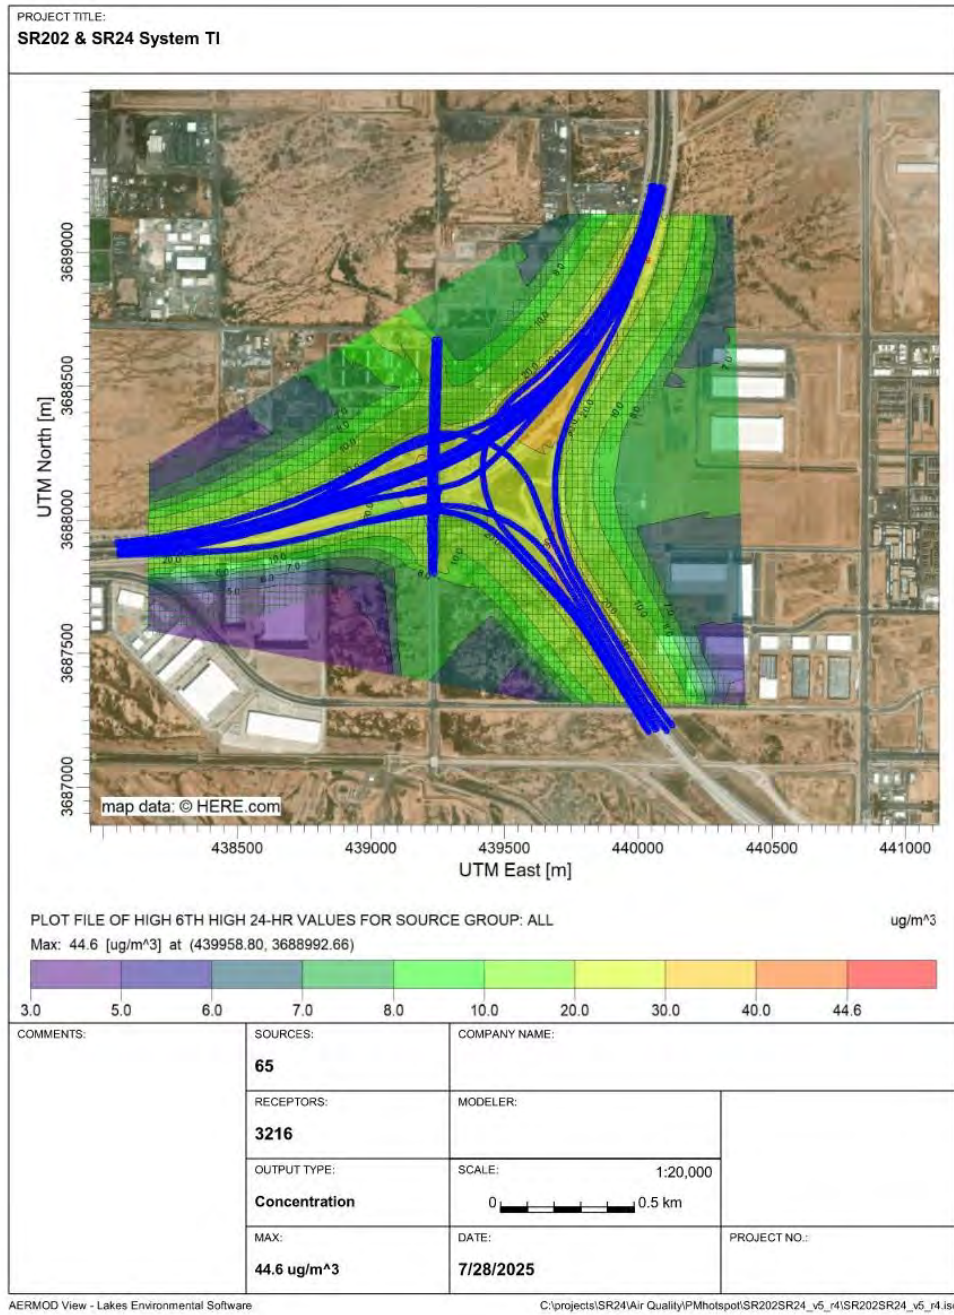 PROJECT TITLE:
SR202 & SR24 System TI
UTM North [m]
3689000
3688500
3688000
3687500
3687000
map data: © HERE.com
438500
439000
439500
440000
440500
441000
UTM East [m]
PLOT FILE OF HIGH 6TH HIGH 24-HR VALUES FOR SOURCE GROUP: ALL
ug/m^3
Max: 44.6 [ug/m^3] at (439958.80, 3688992.66)
3.0 5.0 6.0 7.0 8.0 10.0 20.0 30.0 40.0 44.6
COMMENTS:
SOURCES:
65
COMPANY NAME:
RECEPTORS:
3216
MODELER:
OUTPUT TYPE:
Concentration
SCALE:
1:20,000
0
0.5 km
MAX:
44.6 ug/m^3
DATE:
7/28/2025
PROJECT NO.:
AERMOD View - Lakes Environmental Software
C:\projects\SR24\Air Quality\PMhotspot\SR202SR24_v5_r4\SR202SR24_v5_r4.isc